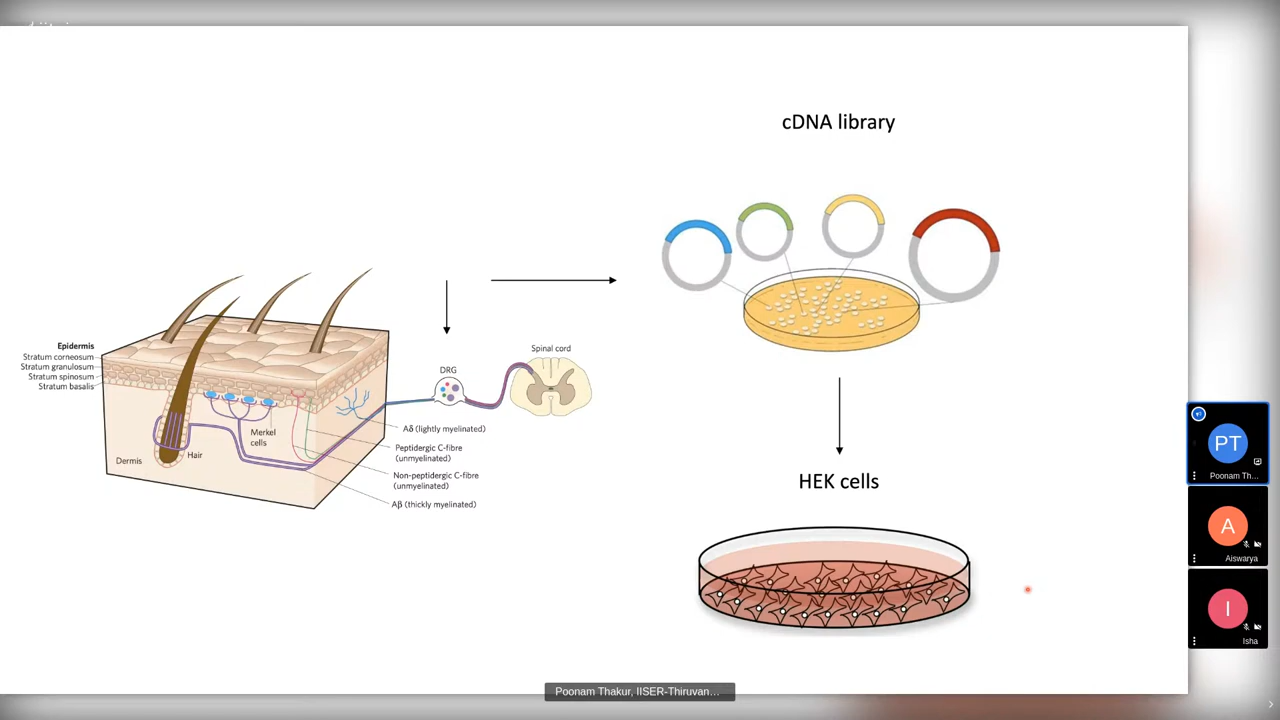 cDNA library
Epidermis
Stratum corneosum
Stratum granulosum
Stratum spinosum
Stratum basalis
Dermis
Hair
Merkel
cells
DRG
Spinal cord
Aδ (lightly myelinated)
Peptidergic C-fibre
(unmyelinated)
Non-peptidergic C-fibre
(unmyelinated)
Aβ (thickly myelinated)
HEK cells
PT
Poonam Th...
A
Aiswarya
I
Isha
Poonam Thakur, IISER-Thiruvan...